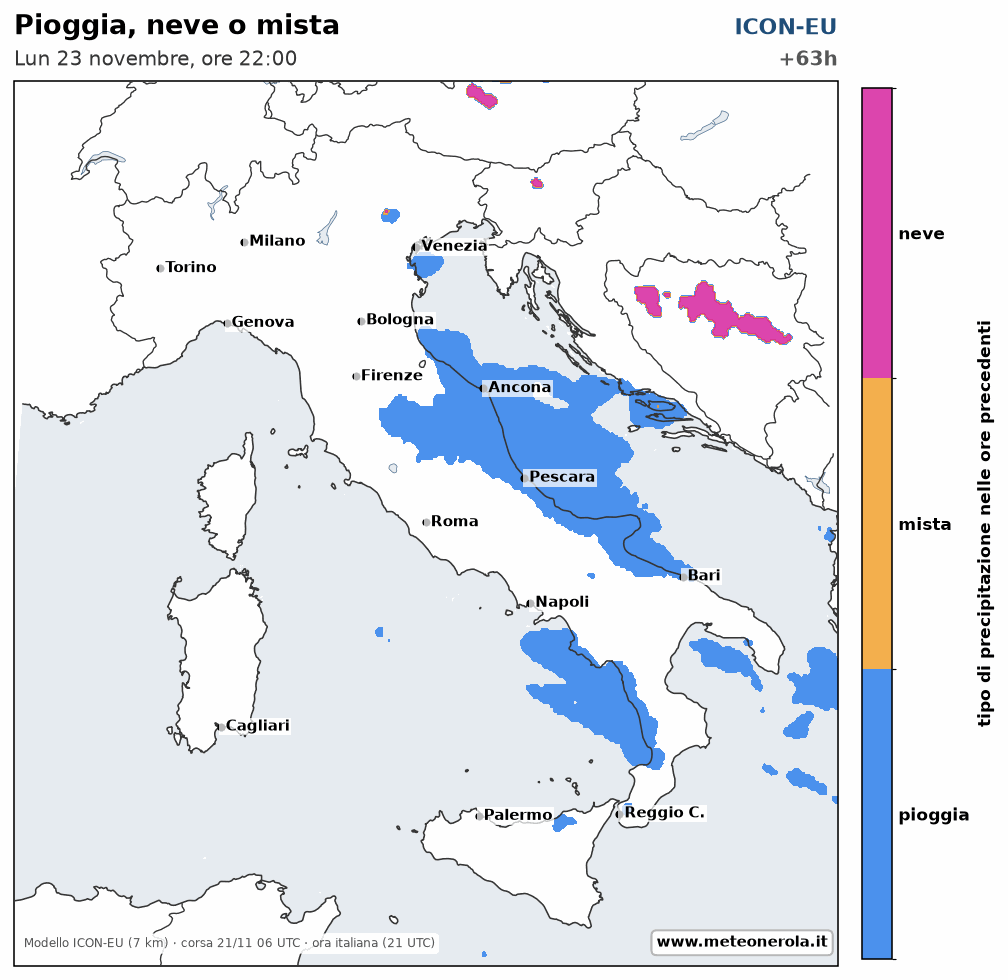 Pioggia, neve o mista
ICON-EU
Lun 23 novembre, ore 22:00
+63h
neve
mista
pioggia
tipo di precipitazione nelle ore precedenti
Milano
Venezia
Torino
Genova
Bologna
Firenze
Ancona
Pescara
Roma
Bari
Napoli
Cagliari
Palermo
Reggio C.
Modello ICON-EU (7 km) · corsa 21/11 06 UTC · ora italiana (21 UTC)
www.meteonerola.it